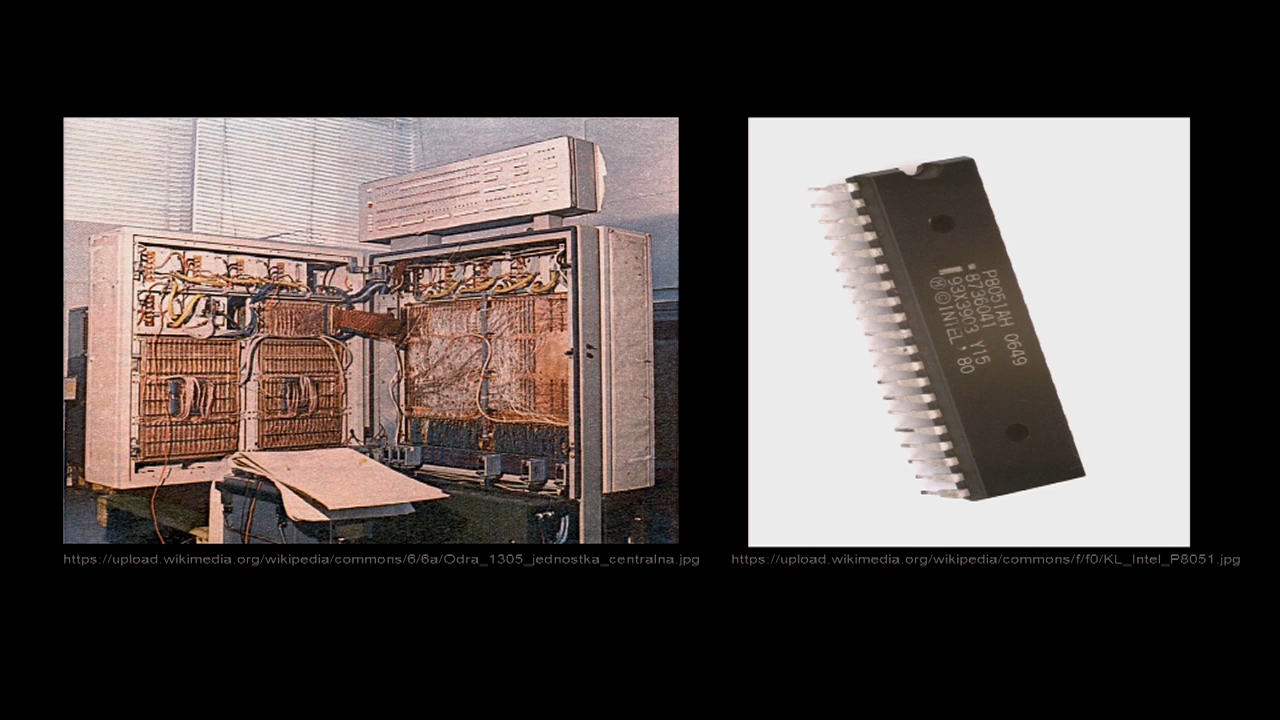 P8051AH 0649
8736041 Y15
93X3903
Ⓜ © INTEL '80
https://upload.wikimedia.org/wikipedia/commons/6/6a/Odra_1305_jednostka_centralna.jpg
https://upload.wikimedia.org/wikipedia/commons/f/f0/KL_Intel_P8051.jpg